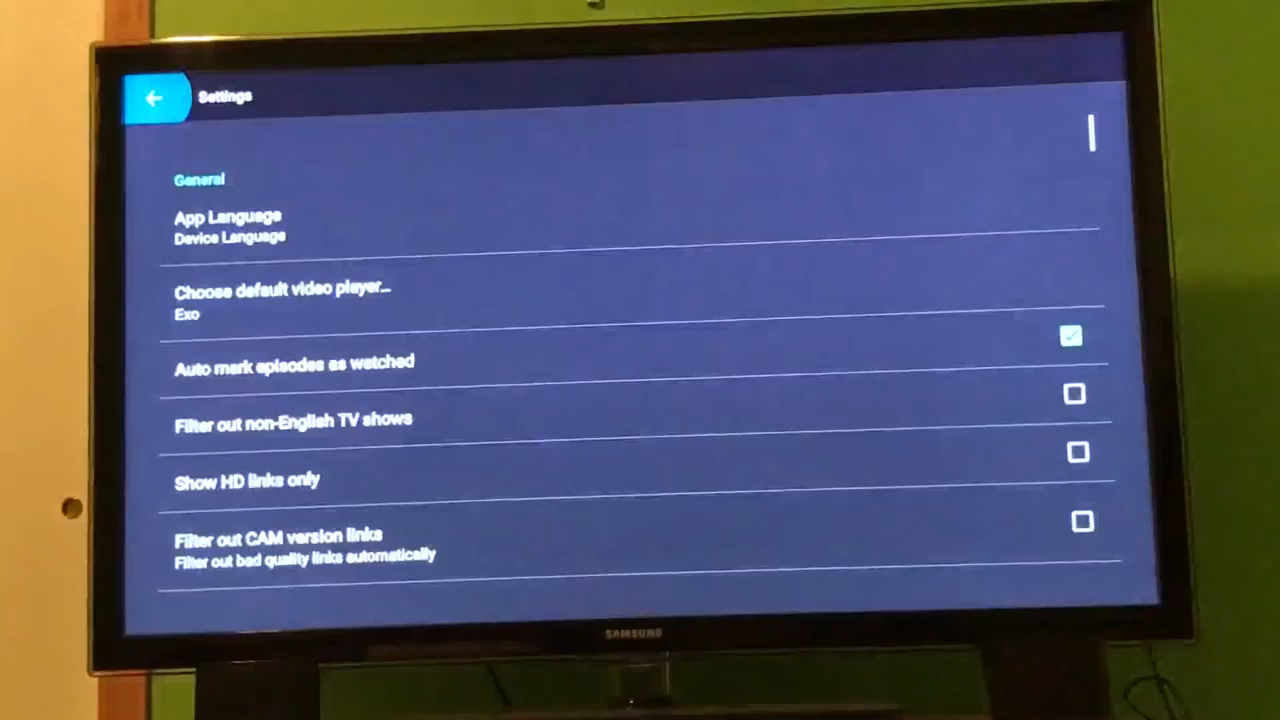 Settings
General
App Language
Device Language
Choose default video player...
Exo
Auto mark episodes as watched
Filter out non-English TV shows
Show HD links only
Filter out CAM version links
Filter out bad quality links automatically
SAMSUNG